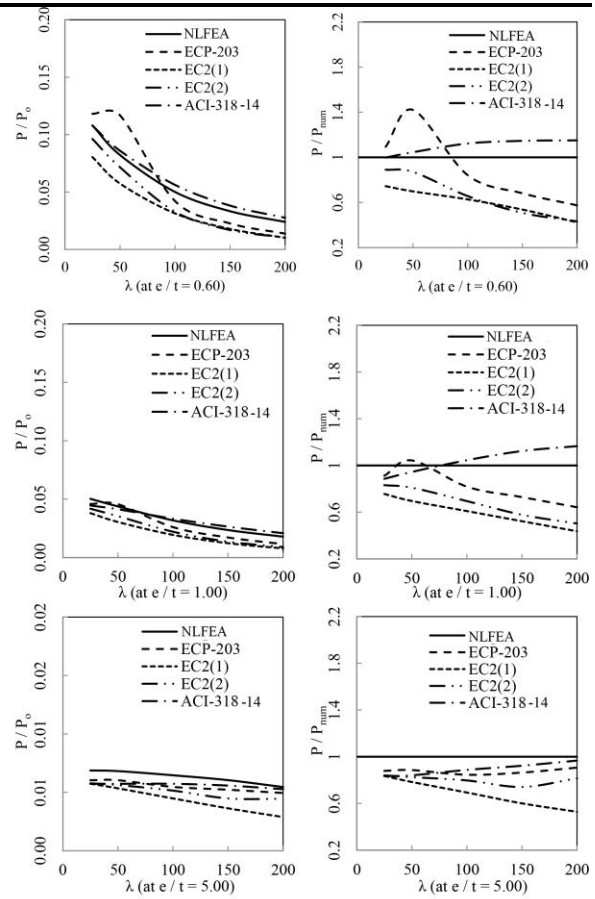 0.20
0.15
0.10
0.05
0.00
P / Po
NLFEA
ECP-203
EC2(1)
EC2(2)
ACI-318-14
0 50 100 150 200
λ (at e / t = 0.60)
2.2
1.8
1.4
1
0.6
0.2
P / Pnum
NLFEA
ECP-203
EC2(1)
EC2(2)
ACI-318-14
0 50 100 150 200
λ (at e / t = 0.60)
0.20
0.15
0.10
0.05
0.00
P / Po
NLFEA
ECP-203
EC2(1)
EC2(2)
ACI-318-14
0 50 100 150 200
λ (at e / t = 1.00)
2.2
1.8
1.4
1
0.6
0.2
P / Pnum
NLFEA
ECP-203
EC2(1)
EC2(2)
ACI-318-14
0 50 100 150 200
λ (at e / t = 1.00)
0.02
0.02
0.01
0.01
0.00
P / Po
NLFEA
ECP-203
EC2(1)
EC2(2)
ACI-318-14
0 50 100 150 200
λ (at e / t = 5.00)
2.2
1.8
1.4
1
0.6
0.2
P / Pnum
NLFEA
ECP-203
EC2(1)
EC2(2)
ACI-318-14
0 50 100 150 200
λ (at e / t = 5.00)